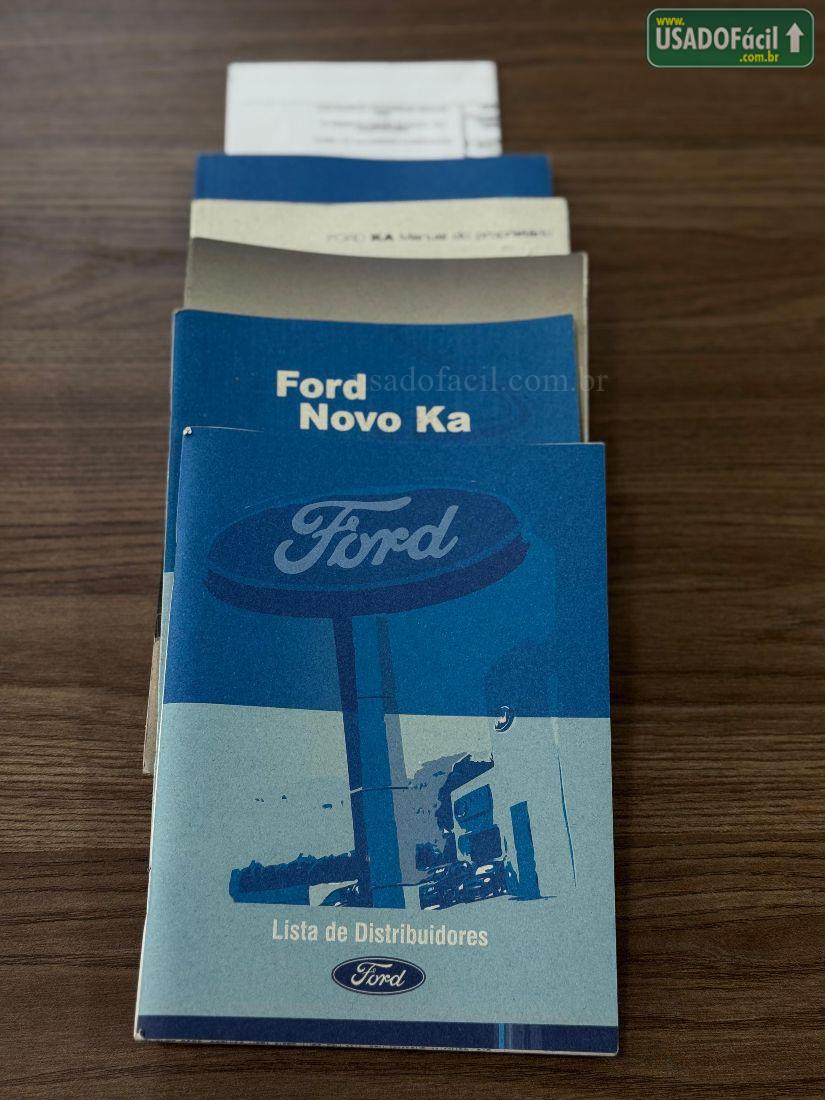 www.
USADOFácil
.com.br
FORD KA Manual do proprietário
usadofacil.com.br
Ford
Novo Ka
Ford
Lista de Distribuidores
Ford